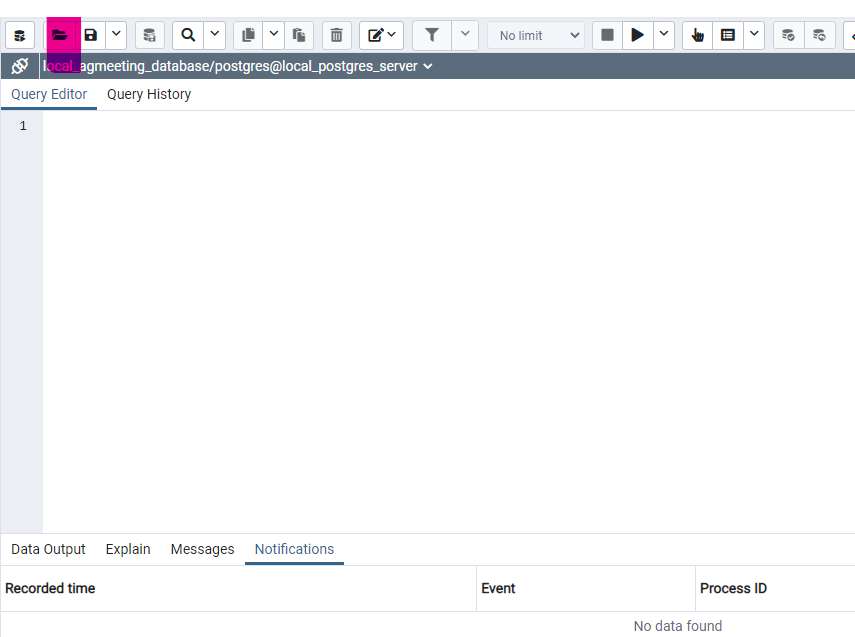 No limit
local_agmeeting_database/postgres@local_postgres_server
Query Editor Query History
1
Data Output Explain Messages Notifications
Recorded time Event Process ID
No data found